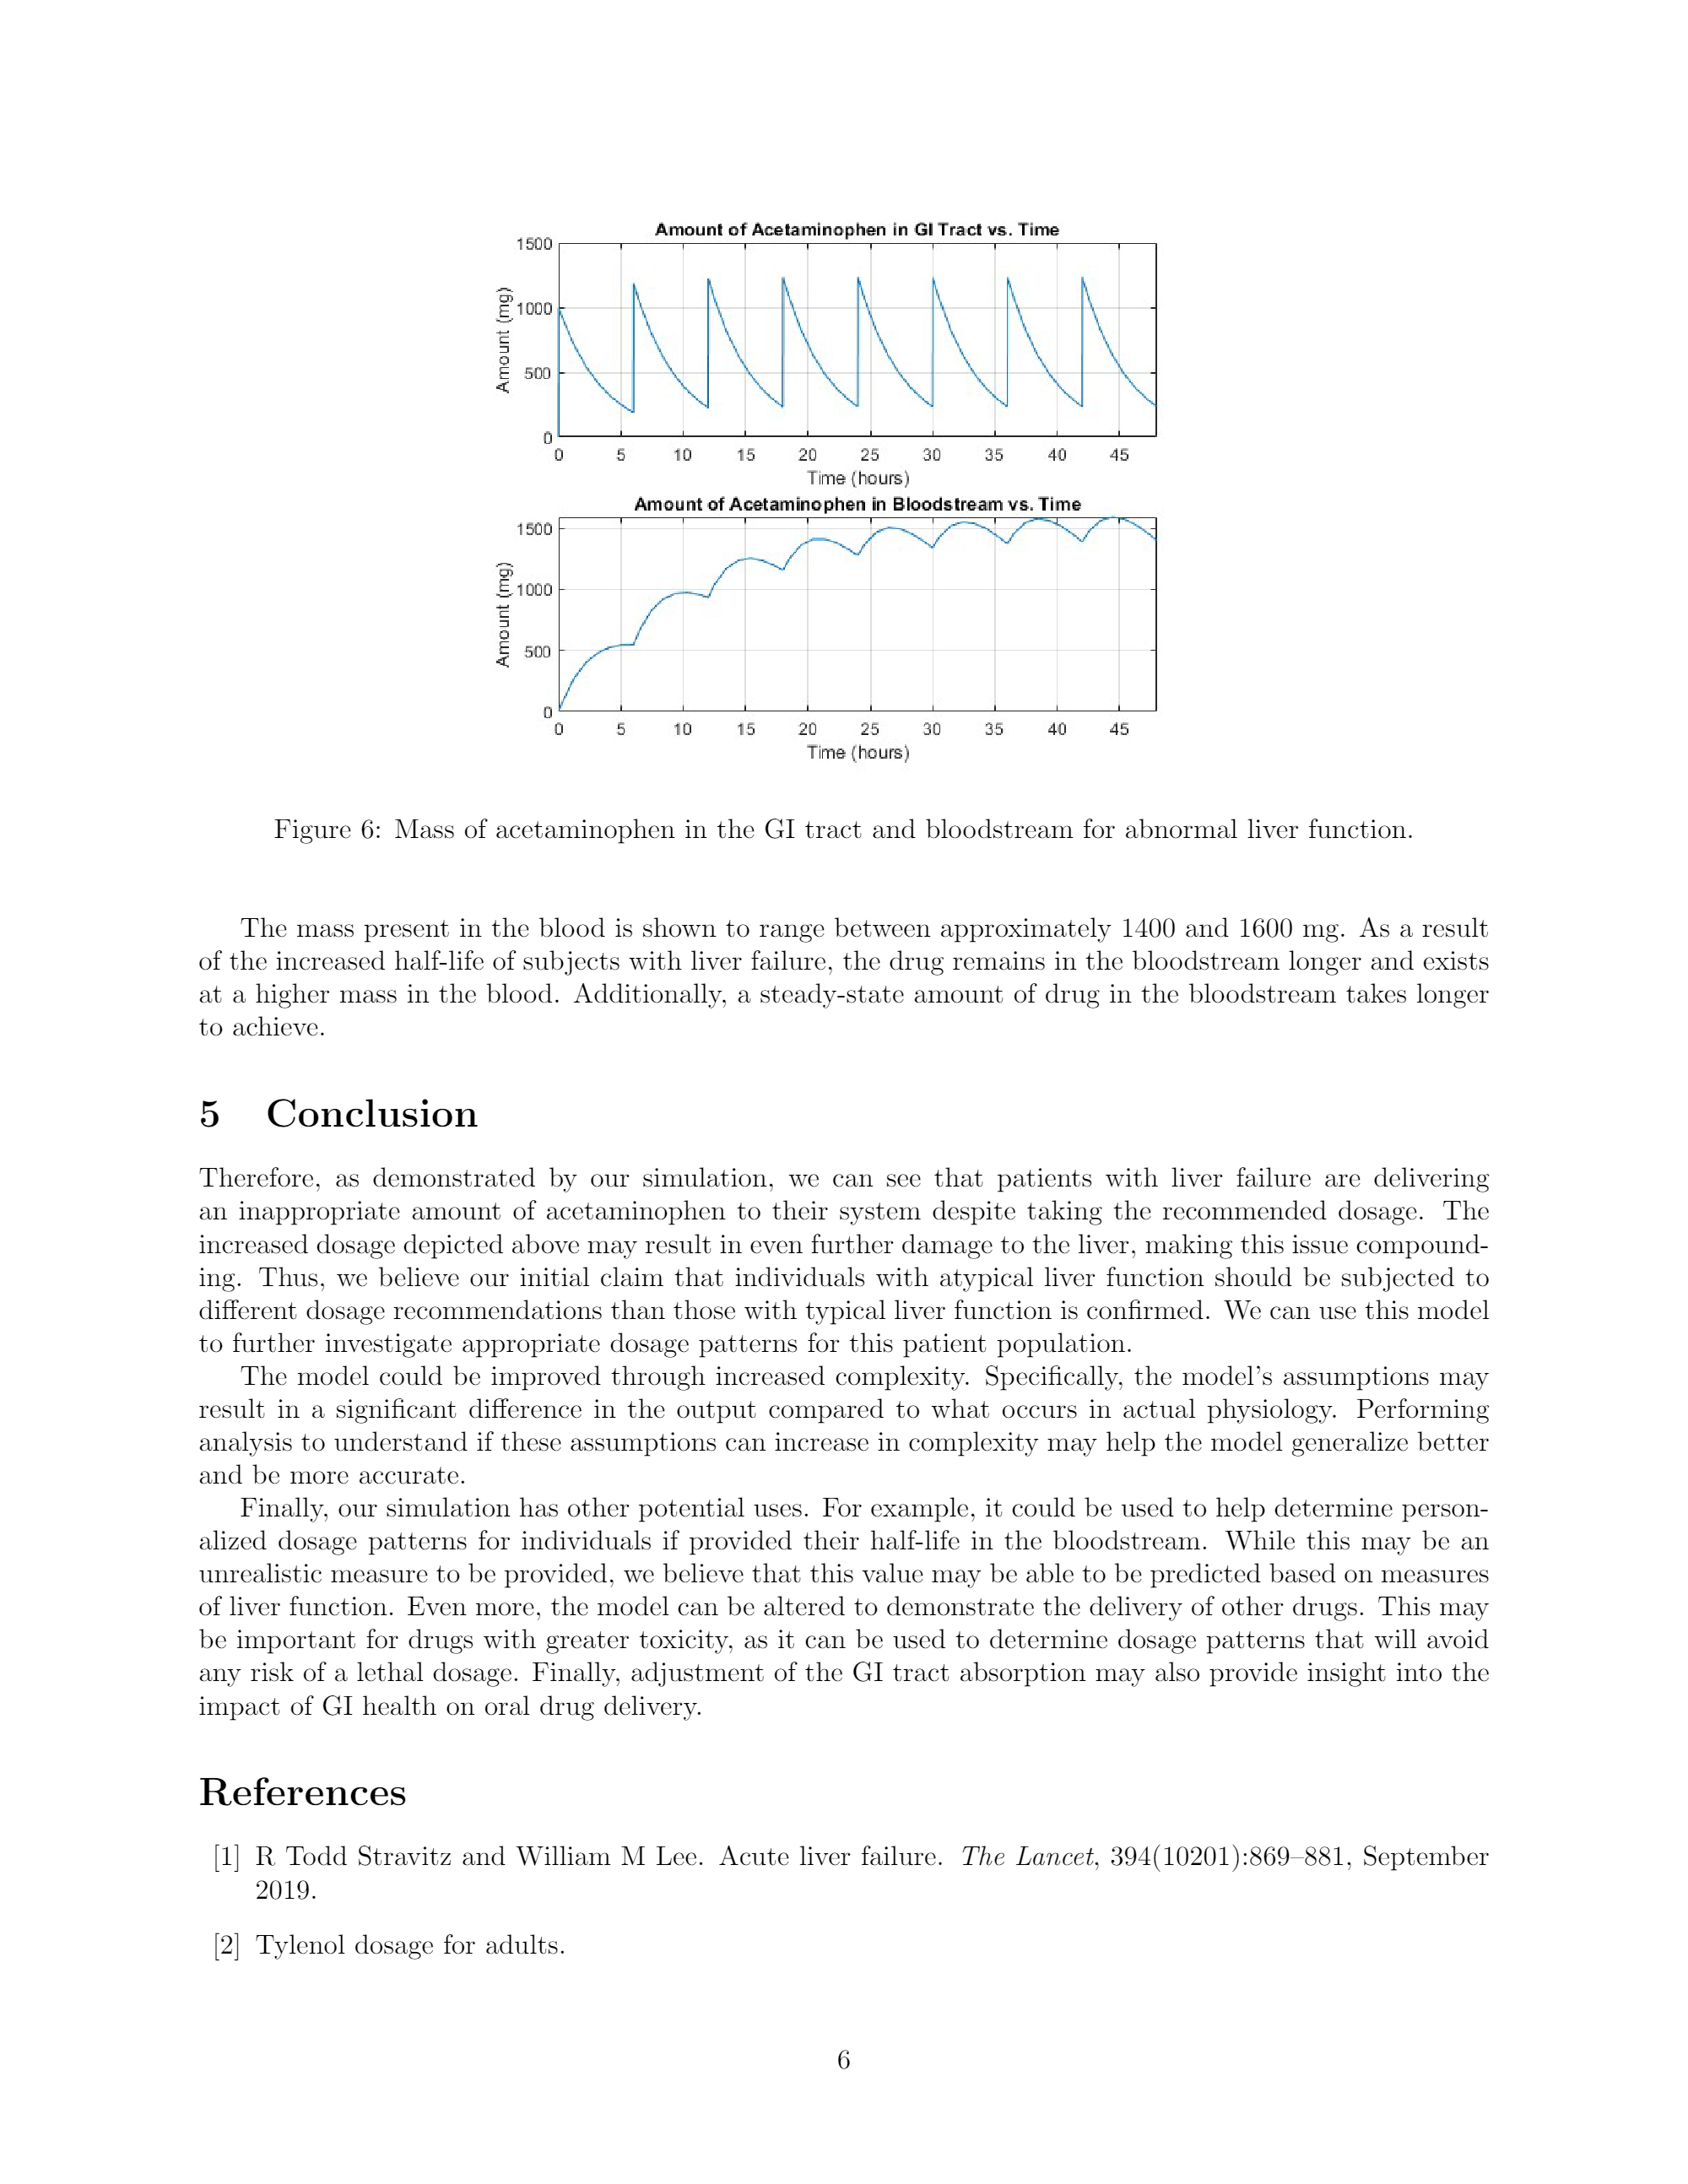 Amount of Acetaminophen in GI Tract vs. Time
1500
1000
500
0
Amount (mg)
0 5 10 15 20 25 30 35 40 45
Time (hours)
Amount of Acetaminophen in Bloodstream vs. Time
1500
1000
500
0
Amount (mg)
0 5 10 15 20 25 30 35 40 45
Time (hours)
Figure 6: Mass of acetaminophen in the GI tract and bloodstream for abnormal liver function.
The mass present in the blood is shown to range between approximately 1400 and 1600 mg. As a result
of the increased half-life of subjects with liver failure, the drug remains in the bloodstream longer and exists
at a higher mass in the blood. Additionally, a steady-state amount of drug in the bloodstream takes longer
to achieve.
5 Conclusion
Therefore, as demonstrated by our simulation, we can see that patients with liver failure are delivering
an inappropriate amount of acetaminophen to their system despite taking the recommended dosage. The
increased dosage depicted above may result in even further damage to the liver, making this issue compound-
ing. Thus, we believe our initial claim that individuals with atypical liver function should be subjected to
different dosage recommendations than those with typical liver function is confirmed. We can use this model
to further investigate appropriate dosage patterns for this patient population.
The model could be improved through increased complexity. Specifically, the model's assumptions may
result in a significant difference in the output compared to what occurs in actual physiology. Performing
analysis to understand if these assumptions can increase in complexity may help the model generalize better
and be more accurate.
Finally, our simulation has other potential uses. For example, it could be used to help determine person-
alized dosage patterns for individuals if provided their half-life in the bloodstream. While this may be an
unrealistic measure to be provided, we believe that this value may be able to be predicted based on measures
of liver function. Even more, the model can be altered to demonstrate the delivery of other drugs. This may
be important for drugs with greater toxicity, as it can be used to determine dosage patterns that will avoid
any risk of a lethal dosage. Finally, adjustment of the GI tract absorption may also provide insight into the
impact of GI health on oral drug delivery.
References
[1] R Todd Stravitz and William M Lee. Acute liver failure. The Lancet, 394(10201):869–881, September
2019.
[2] Tylenol dosage for adults.
6